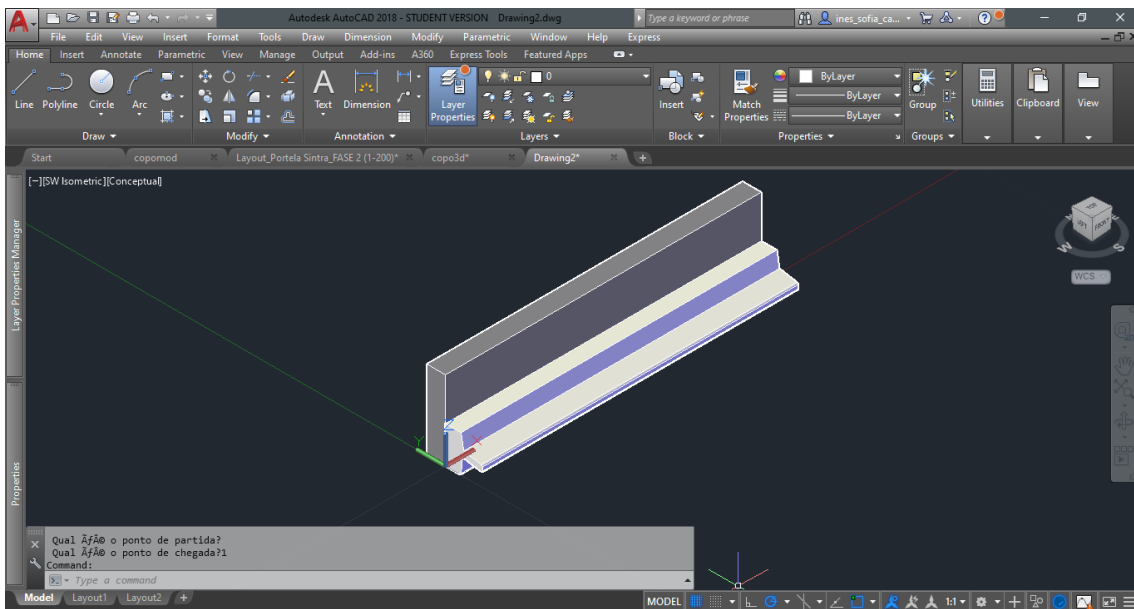 Autodesk AutoCAD 2018 - STUDENT VERSION Drawing2.dwg
Type a keyword or phrase
ines_sofia_ca...
File Edit View Insert Format Tools Draw Dimension Modify Parametric Window Help Express
Home Insert Annotate Parametric View Manage Output Add-ins A360 Express Tools Featured Apps
0
ByLayer
ByLayer
ByLayer
Line Polyline Circle Arc
Text Dimension
Layer Properties
Insert
Match Properties
Group
Utilities Clipboard View
Draw Modify Annotation Layers Block Properties Groups
Start copomod Layout_Portela Sintra_FASE 2 (1-200)* copo3d* Drawing2* +
[-][SW Isometric][Conceptual]
TOP
LEFT FRONT
W S
WCS
Layer Properties Manager
Properties
Y X Z
Qual ÃƒÂ© o ponto de partida?
Qual ÃƒÂ© o ponto de chegada?1
Command:
Type a command
Model Layout1 Layout2 +
MODEL 1:1